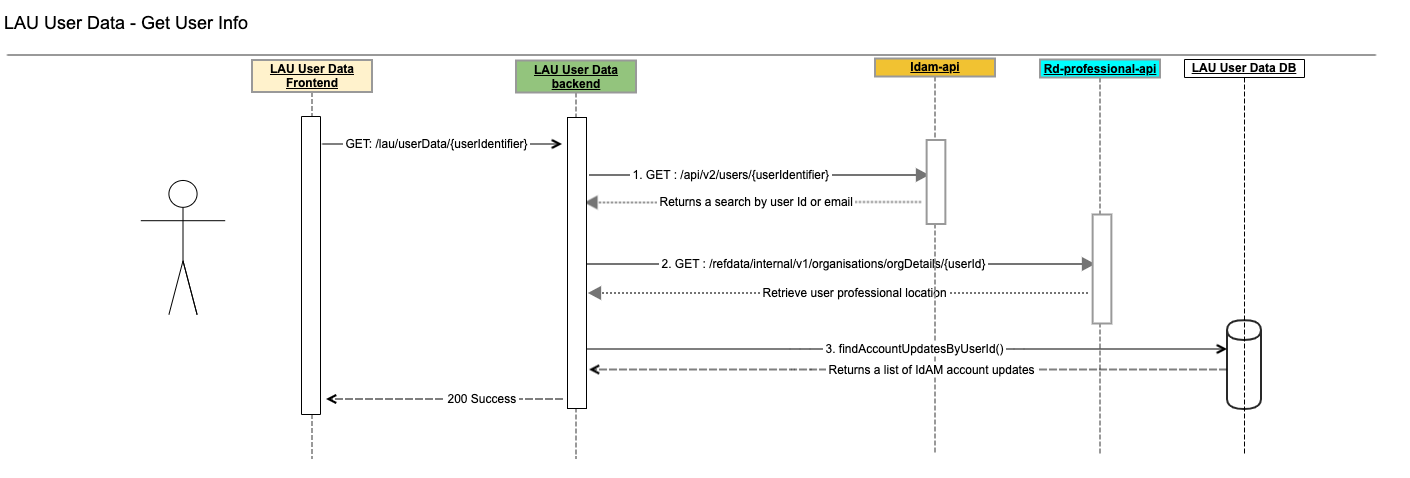 LAU User Data - Get User Info
LAU User Data
Frontend
LAU User Data
backend
Idam-api
Rd-professional-api
LAU User Data DB
GET: /lau/userData/{userIdentifier}
1. GET : /api/v2/users/{userIdentifier}
Returns a search by user Id or email
2. GET : /refdata/internal/v1/organisations/orgDetails/{userId}
Retrieve user professional location
3. findAccountUpdatesByUserId()
Returns a list of IdAM account updates
200 Success